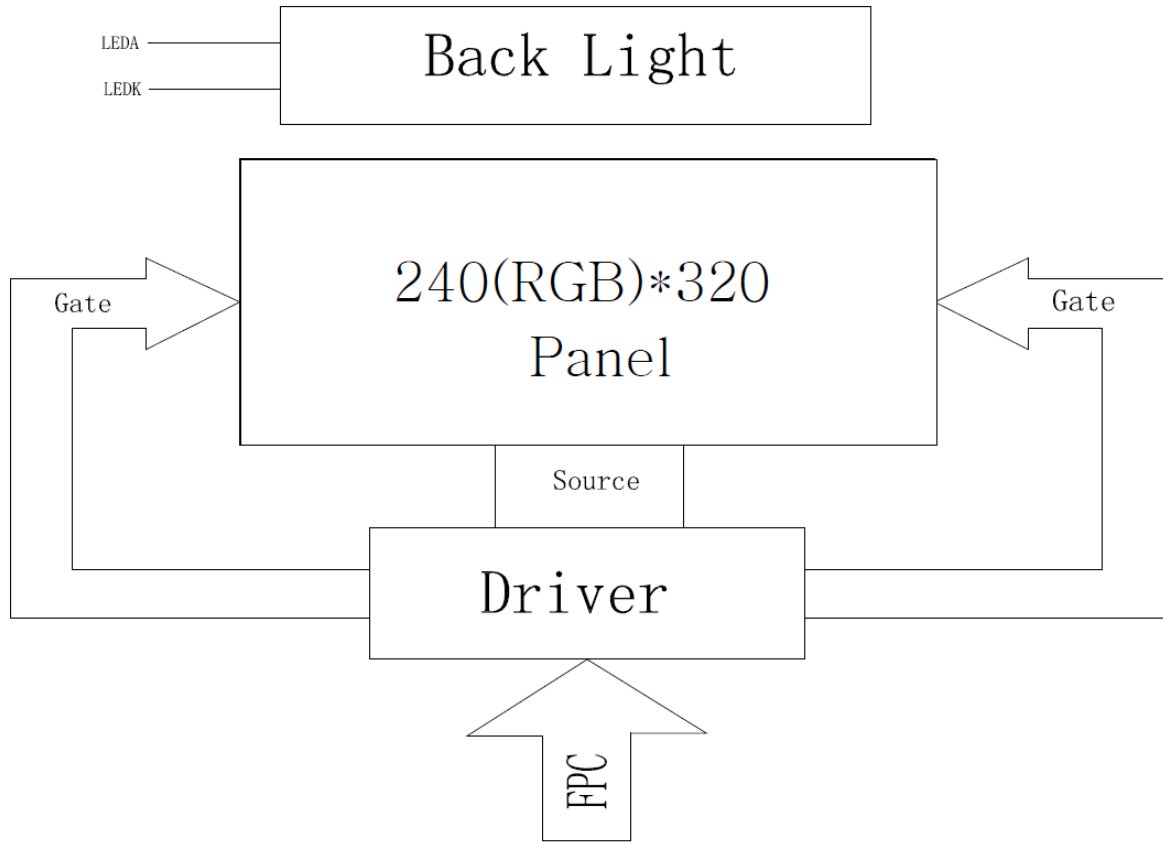 LEDA
LEDK
Back Light
240(RGB)*320
Panel
Gate
Gate
Source
Driver
FPC